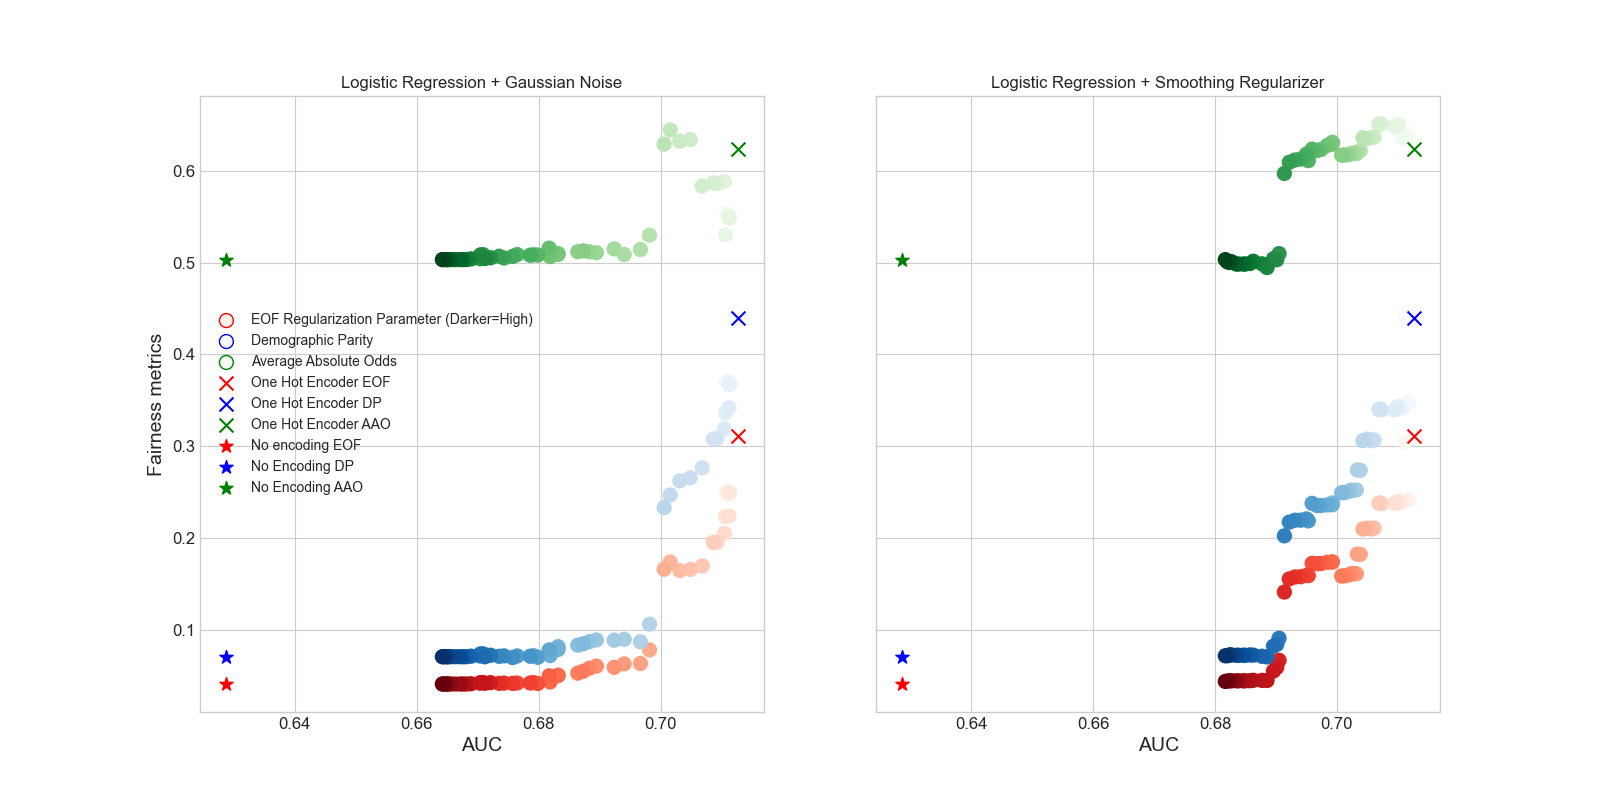 Logistic Regression + Gaussian Noise
Fairness metrics
0.6
0.5
0.4
0.3
0.2
0.1
EOF Regularization Parameter (Darker=High)
Demographic Parity
Average Absolute Odds
One Hot Encoder EOF
One Hot Encoder DP
One Hot Encoder AAO
No encoding EOF
No Encoding DP
No Encoding AAO
0.64 0.66 0.68 0.70
AUC
Logistic Regression + Smoothing Regularizer
0.64 0.66 0.68 0.70
AUC